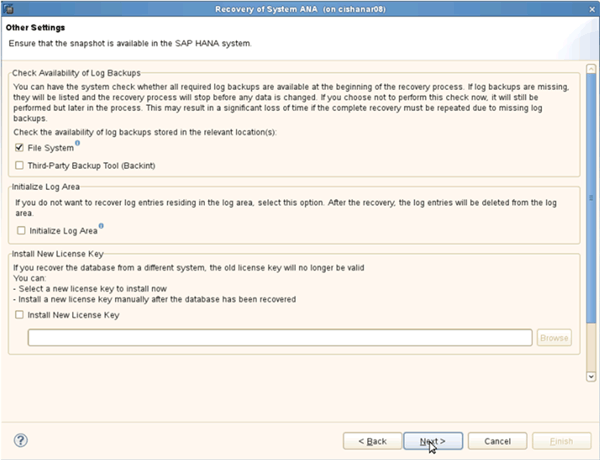 Recovery of System ANA (on cishanar08)
Other Settings
Ensure that the snapshot is available in the SAP HANA system.
Check Availability of Log Backups
You can have the system check whether all required log backups are available at the beginning of the recovery process. If log backups are missing,
they will be listed and the recovery process will stop before any data is changed. If you choose not to perform this check now, it will still be
performed but later in the process. This may result in a significant loss of time if the complete recovery must be repeated due to missing log
backups.
Check the availability of log backups stored in the relevant location(s):
File System
Third-Party Backup Tool (Backint)
Initialize Log Area
If you do not want to recover log entries residing in the log area, select this option. After the recovery, the log entries will be deleted from the log
area.
Initialize Log Area
Install New License Key
If you recover the database from a different system, the old license key will no longer be valid
You can:
- Select a new license key to install now
- Install a new license key manually after the database has been recovered
Install New License Key
Browse
< Back
Next >
Cancel
Finish